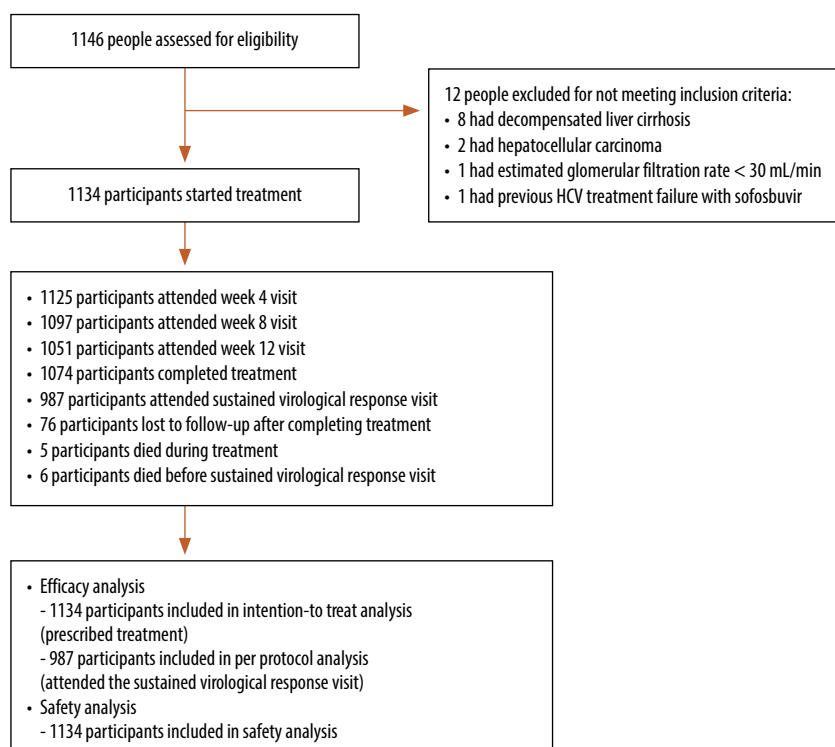 1146 people assessed for eligibility
12 people excluded for not meeting inclusion criteria:
• 8 had decompensated liver cirrhosis
• 2 had hepatocellular carcinoma
• 1 had estimated glomerular filtration rate < 30 mL/min
• 1 had previous HCV treatment failure with sofosbuvir
1134 participants started treatment
• 1125 participants attended week 4 visit
• 1097 participants attended week 8 visit
• 1051 participants attended week 12 visit
• 1074 participants completed treatment
• 987 participants attended sustained virological response visit
• 76 participants lost to follow-up after completing treatment
• 5 participants died during treatment
• 6 participants died before sustained virological response visit
• Efficacy analysis
- 1134 participants included in intention-to treat analysis
(prescribed treatment)
- 987 participants included in per protocol analysis
(attended the sustained virological response visit)
• Safety analysis
- 1134 participants included in safety analysis